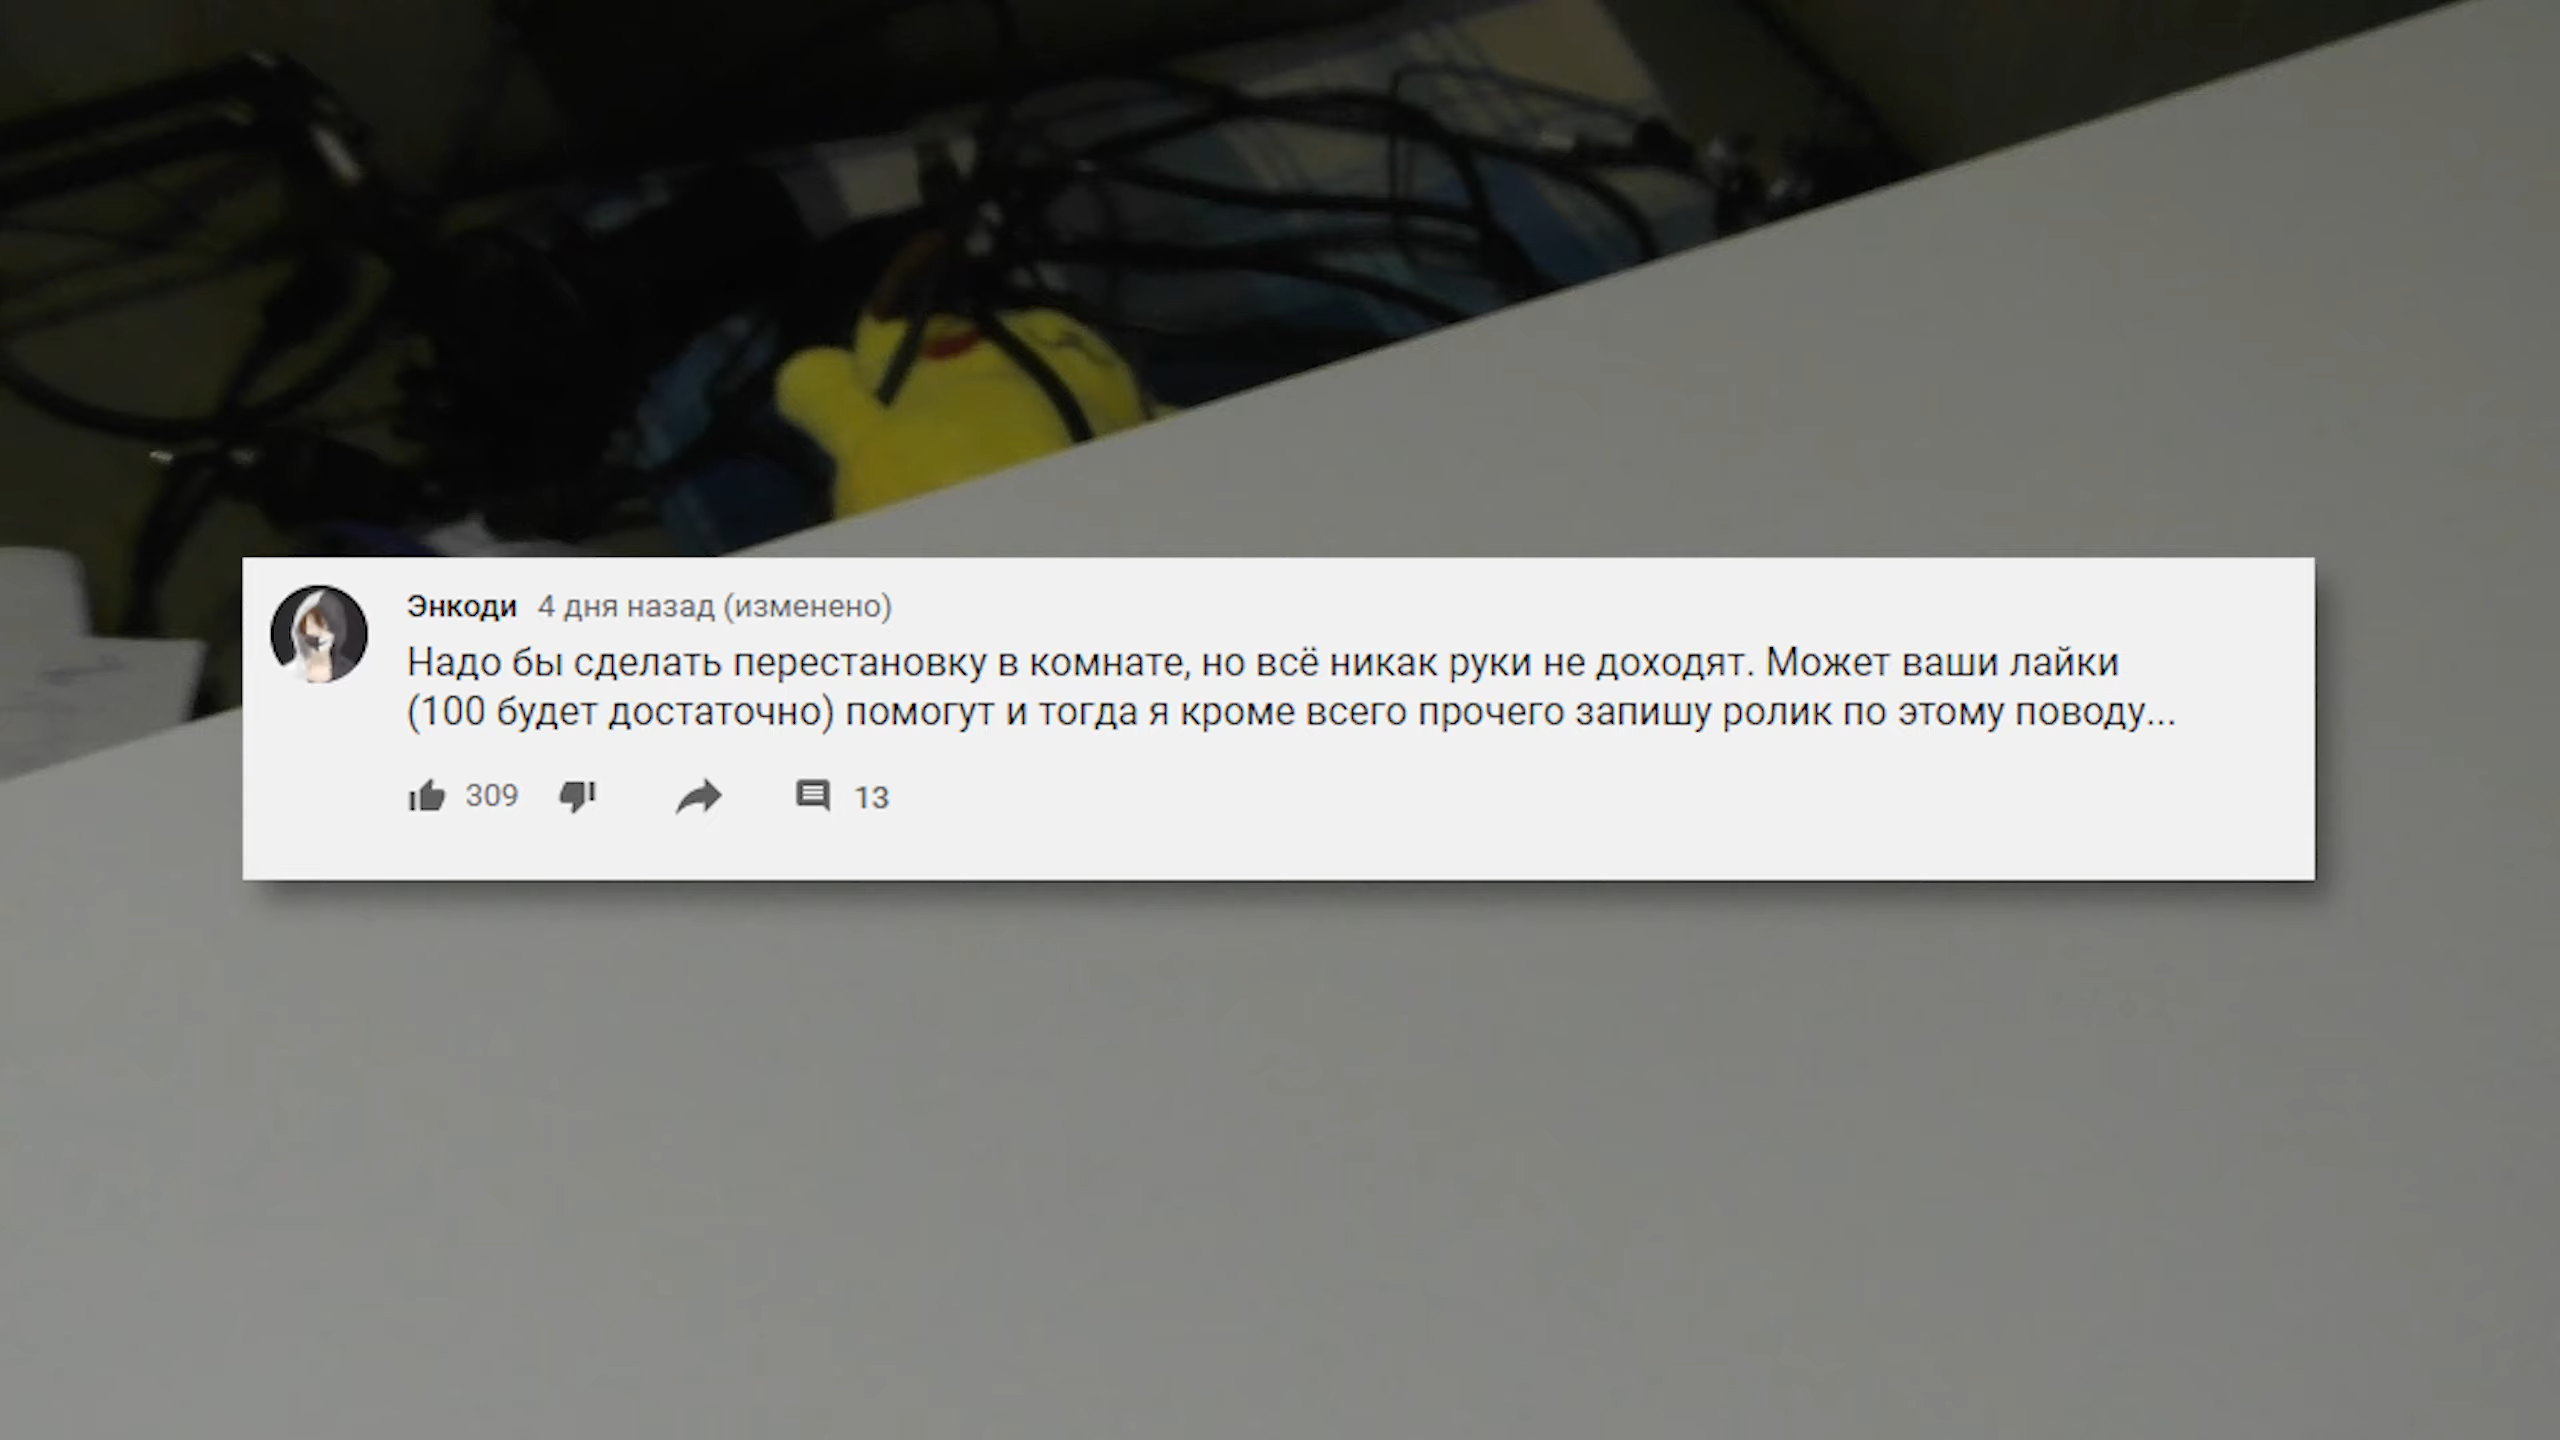 Энкоди 4 дня назад (изменено)
Надо бы сделать перестановку в комнате, но всё никак руки не доходят. Может ваши лайки
(100 будет достаточно) помогут и тогда я кроме всего прочего запишу ролик по этому поводу...
309 13